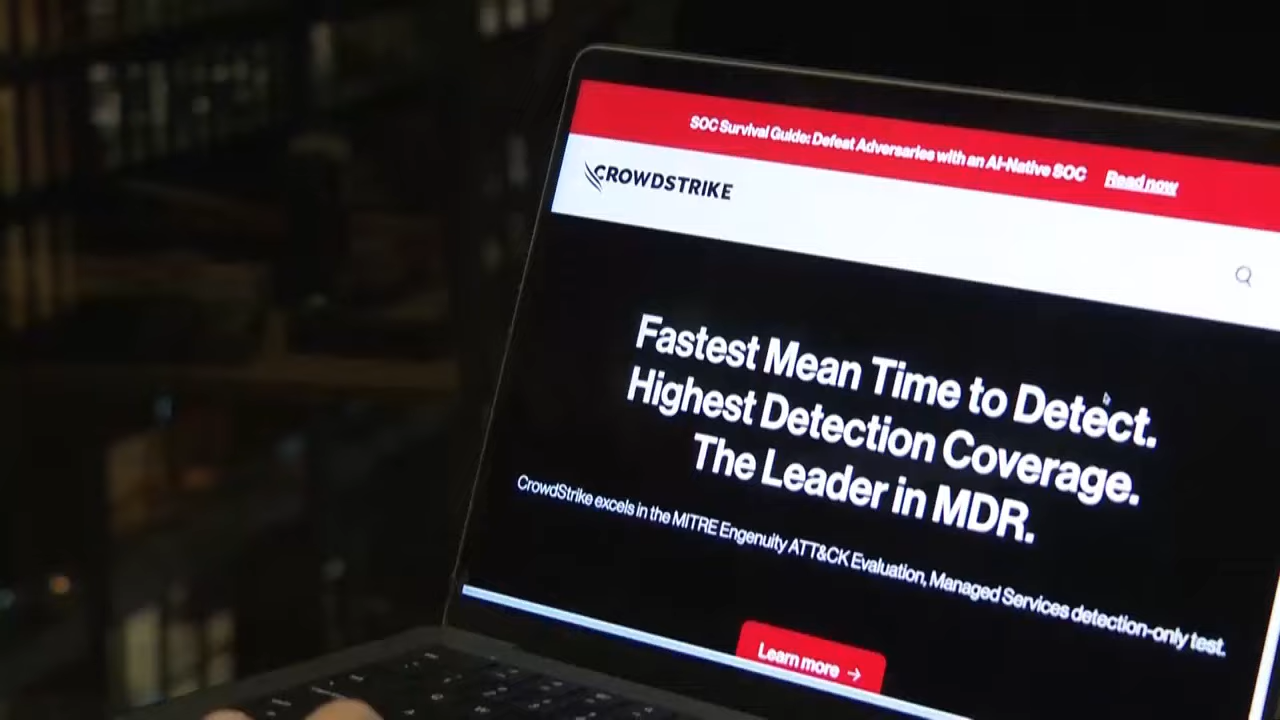 SOC Survival Guide: Defeat Adversaries with an AI-Native SOC Read now
CROWDSTRIKE
Fastest Mean Time to Detect.
Highest Detection Coverage.
The Leader in MDR.
CrowdStrike excels in the MITRE Engenuity ATT&CK Evaluation, Managed Services detection-only test.
Learn more →